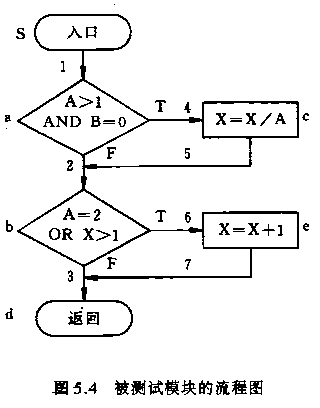 S 入口
1
a A>1 T 4 X=X/A c
AND B=0
F 5
2
b A=2 T 6 X=X+1 e
OR X>1
F 7
3
d 返回
图5.4 被测试模块的流程图